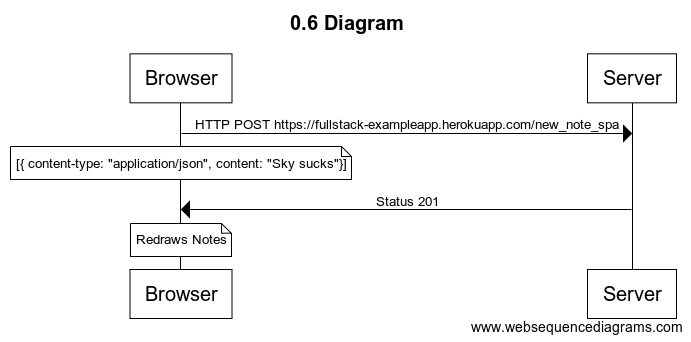 0.6 Diagram
Browser
Server
HTTP POST https://fullstack-exampleapp.herokuapp.com/new_note_spa
[{ content-type: "application/json", content: "Sky sucks"}]
Status 201
Redraws Notes
Browser
Server
www.websequencediagrams.com